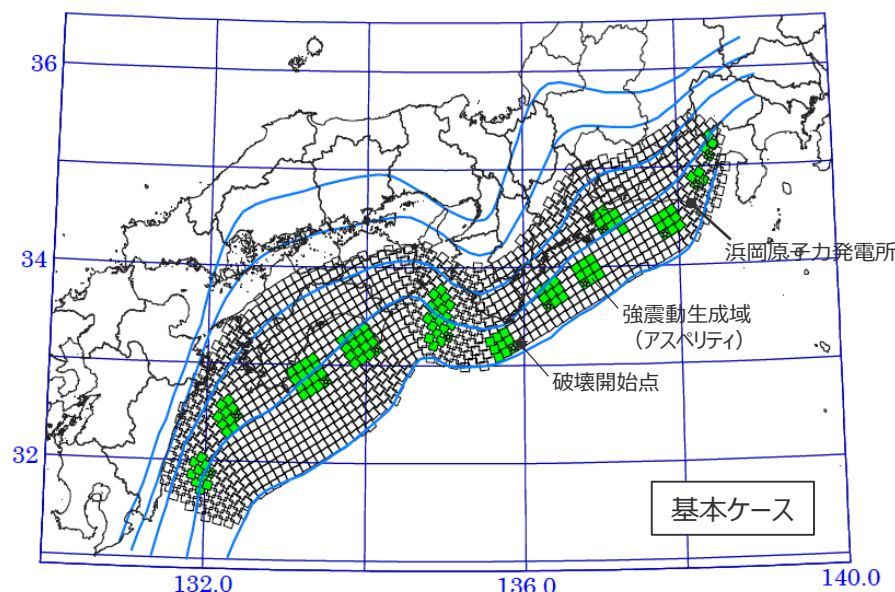 36
34
32
浜岡原子力発電所
強震動生成域
（アスペリティ）
破壊開始点
基本ケース
132.0
136.0
140.0